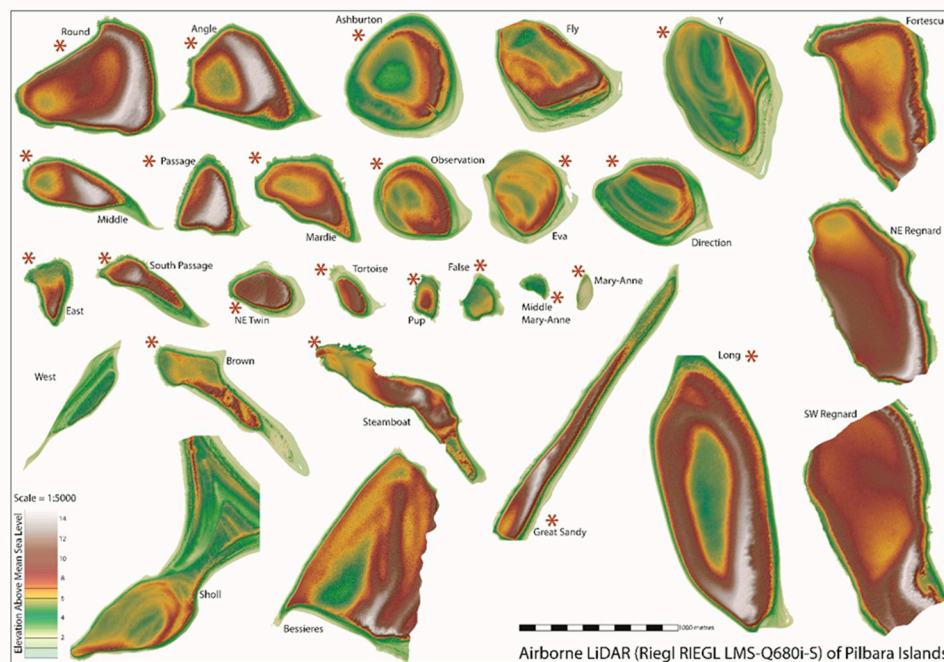 Round
Angle
Ashburton
Fly
Y
Fortescu
Middle
Passage
Mardie
Observation
Eva
Direction
NE Regnard
East
South Passage
NE Twin
Tortoise
Pup
False
Middle
Mary-Anne
Mary-Anne
West
Brown
Steamboat
Great Sandy
Long
SW Regnard
Scale = 1:5000
Elevation Above Mean Sea Level
14
12
10
8
6
4
2
Sholl
Bessieres
1000 metres
Airborne LiDAR (Riegl RIEGL LMS-Q680i-S) of Pilbara Islands